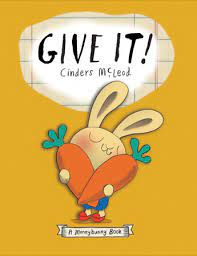 GIVE IT!
Cinders McLeod
A Moneybunny Book